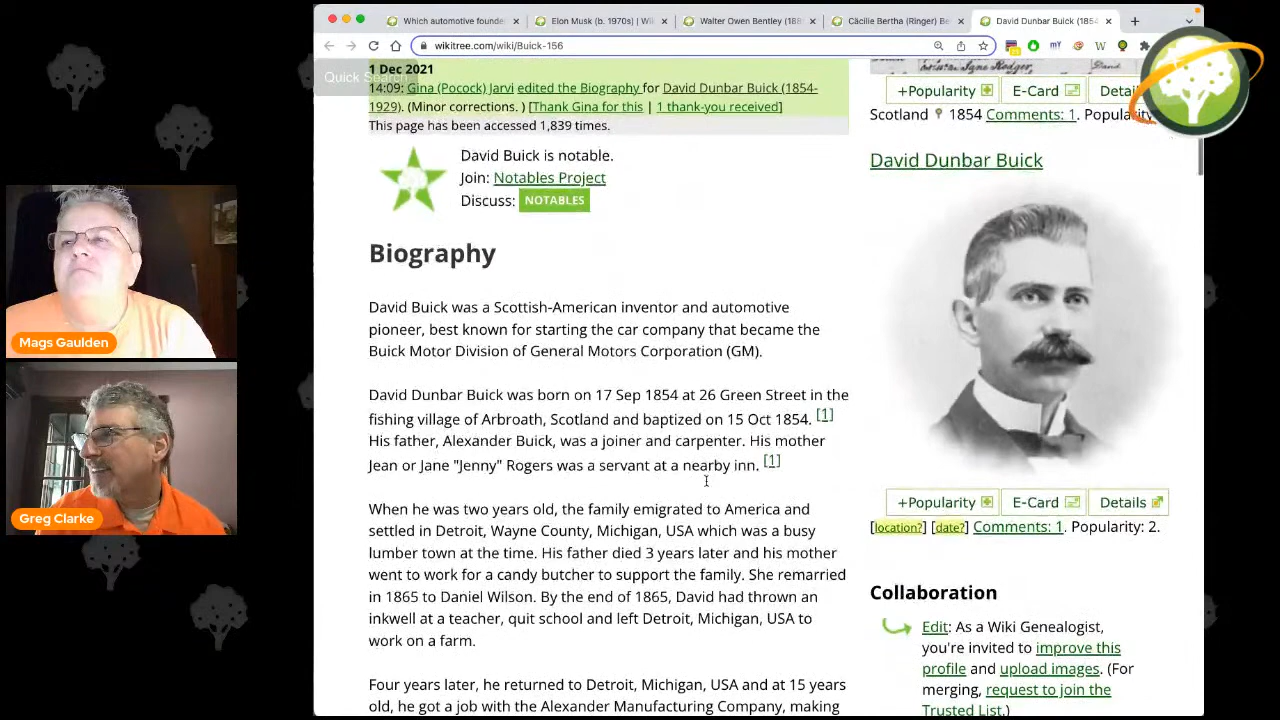 Which automotive founde
Elon Musk (b. 1970s) | Wi
Walter Owen Bentley (188
Cäcilie Bertha (Ringer) Be
David Dunbar Buick (1854
wikitree.com/wiki/Buick-156
Quick Search
1 Dec 2021
14:09: Gina (Pocock) Jarvi edited the Biography for David Dunbar Buick (1854-
1929). (Minor corrections. ) [Thank Gina for this | 1 thank-you received]
This page has been accessed 1,839 times.
David Buick is notable.
Join: Notables Project
Discuss: NOTABLES
Biography
David Buick was a Scottish-American inventor and automotive
pioneer, best known for starting the car company that became the
Buick Motor Division of General Motors Corporation (GM).
David Dunbar Buick was born on 17 Sep 1854 at 26 Green Street in the
fishing village of Arbroath, Scotland and baptized on 15 Oct 1854. [1]
His father, Alexander Buick, was a joiner and carpenter. His mother
Jean or Jane "Jenny" Rogers was a servant at a nearby inn. [1]
When he was two years old, the family emigrated to America and
settled in Detroit, Wayne County, Michigan, USA which was a busy
lumber town at the time. His father died 3 years later and his mother
went to work for a candy butcher to support the family. She remarried
in 1865 to Daniel Wilson. By the end of 1865, David had thrown an
inkwell at a teacher, quit school and left Detroit, Michigan, USA to
work on a farm.
Four years later, he returned to Detroit, Michigan, USA and at 15 years
old, he got a job with the Alexander Manufacturing Company, making
+Popularity
E-Card
Detai
Scotland 1854 Comments: 1. Popularity
David Dunbar Buick
+Popularity
E-Card
Details
[location?] [date?] Comments: 1. Popularity: 2.
Collaboration
Edit: As a Wiki Genealogist,
you're invited to improve this
profile and upload images. (For
merging, request to join the
Trusted List.)
Mags Gaulden
Greg Clarke